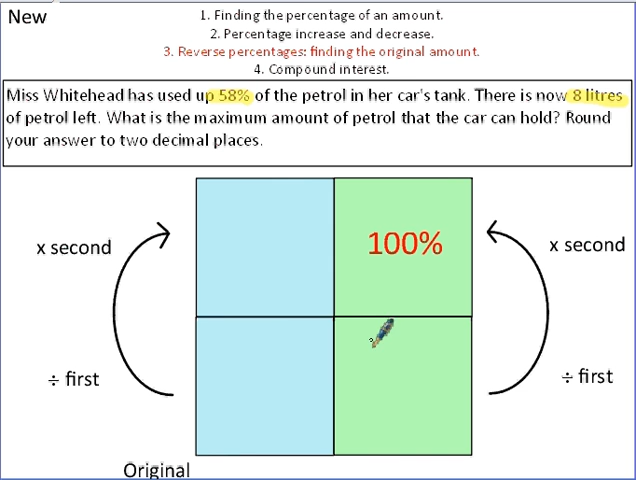 New
1. Finding the percentage of an amount.
2. Percentage increase and decrease.
3. Reverse percentages: finding the original amount.
4. Compound interest.
Miss Whitehead has used up 58% of the petrol in her car's tank. There is now 8 litres
of petrol left. What is the maximum amount of petrol that the car can hold? Round
your answer to two decimal places.
100%
x second
x second
÷ first
÷ first
Original